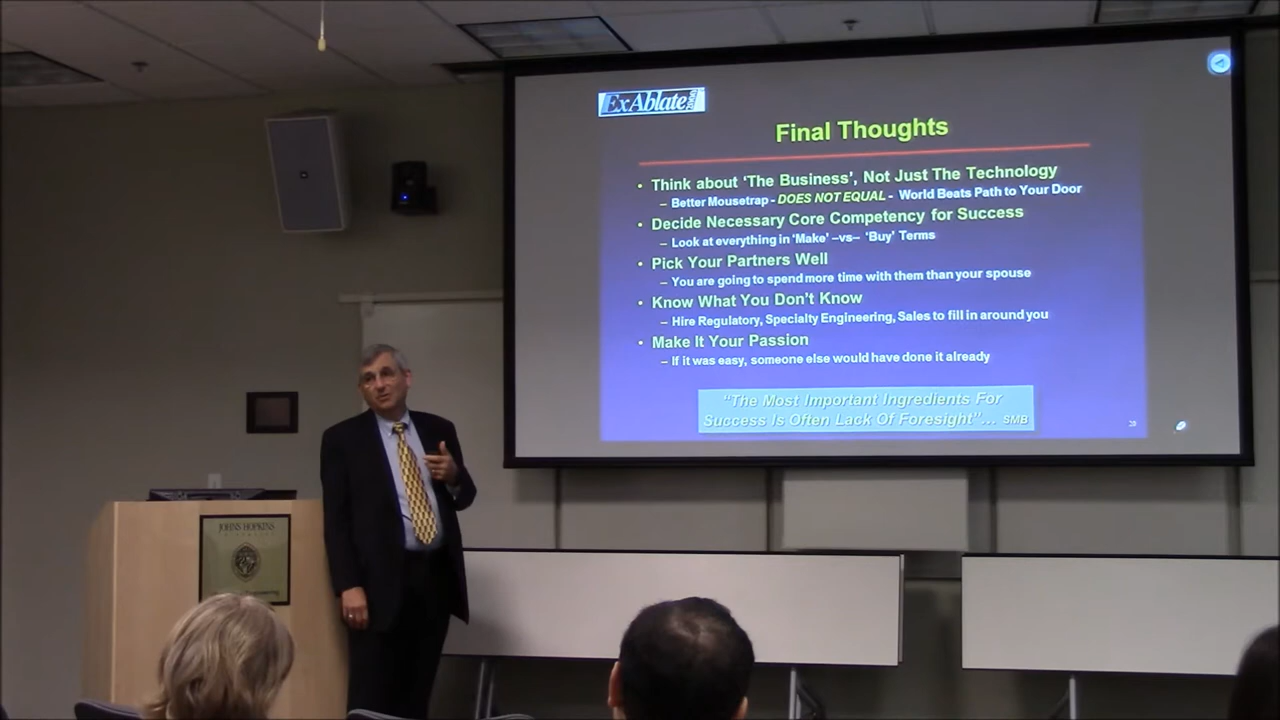 ExAblate 2000
Final Thoughts
• Think about ‘The Business’, Not Just The Technology
– Better Mousetrap - DOES NOT EQUAL - World Beats Path to Your Door
• Decide Necessary Core Competency for Success
– Look at everything in ‘Make’ –vs– ‘Buy’ Terms
• Pick Your Partners Well
– You are going to spend more time with them than your spouse
• Know What You Don’t Know
– Hire Regulatory, Specialty Engineering, Sales to fill in around you
• Make It Your Passion
– If it was easy, someone else would have done it already
“The Most Important Ingredients For
Success Is Often Lack Of Foresight”... SMB
JOHNS HOPKINS
UNIVERSITY
Engineering